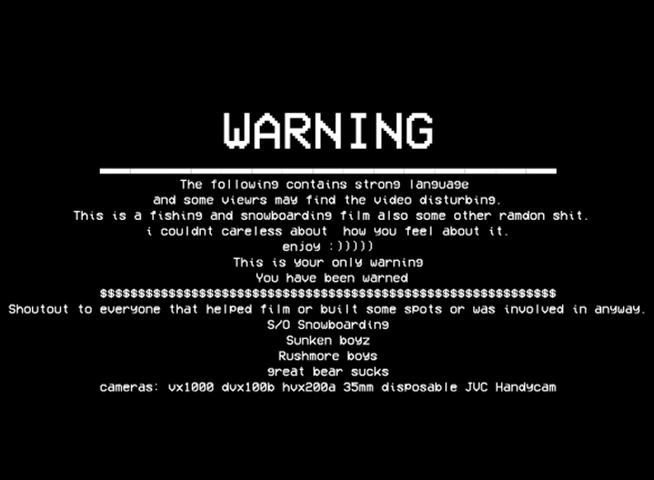 WARNING
The following contains strong language
and some viewrs may find the video disturbing.
This is a fishing and snowboarding film also some other ramdon shit.
i couldnt careless about  how you feel about it.
enjoy :)))))
This is your only warning
You have been warned
$$$$$$$$$$$$$$$$$$$$$$$$$$$$$$$$$$$$$$$$$$$$$$$$$$$$$$$$$$$$
Shoutout to everyone that helped film or built some spots or was involved in anyway.
S/O Snowboarding
Sunken boyz
Rushmore boys
great bear sucks
cameras: vx1000 dvx100b hvx200a 35mm disposable JVC Handycam